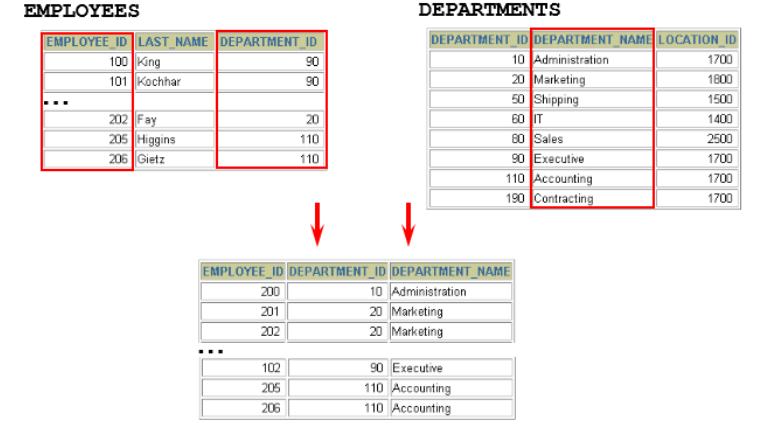 EMPLOYEES
EMPLOYEE_ID LAST_NAME DEPARTMENT_ID
100 King 90
101 Kochhar 90
...
202 Fay 20
205 Higgins 110
206 Gietz 110
DEPARTMENTS
DEPARTMENT_ID DEPARTMENT_NAME LOCATION_ID
10 Administration 1700
20 Marketing 1800
50 Shipping 1500
60 IT 1400
80 Sales 2500
90 Executive 1700
110 Accounting 1700
190 Contracting 1700
EMPLOYEE_ID DEPARTMENT_ID DEPARTMENT_NAME
200 10 Administration
201 20 Marketing
202 20 Marketing
...
102 90 Executive
205 110 Accounting
206 110 Accounting